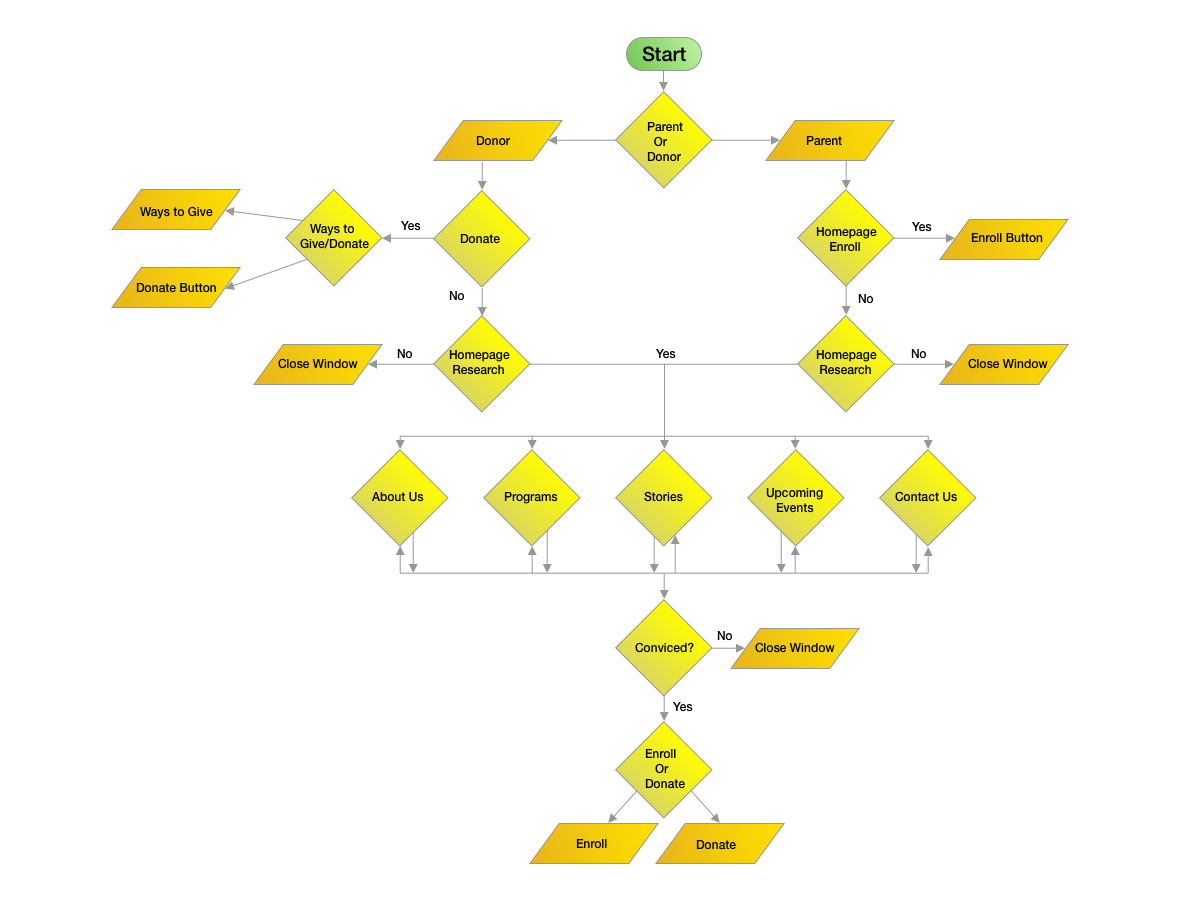 Start
Parent
Or
Donor
Donor
Parent
Ways to Give
Ways to
Give/Donate
Yes
Donate
Homepage
Enroll
Yes
Enroll Button
Donate Button
No
No
Close Window
No
Homepage
Research
Yes
Homepage
Research
No
Close Window
About Us
Programs
Stories
Upcoming
Events
Contact Us
Conviced?
No
Close Window
Yes
Enroll
Or
Donate
Enroll
Donate